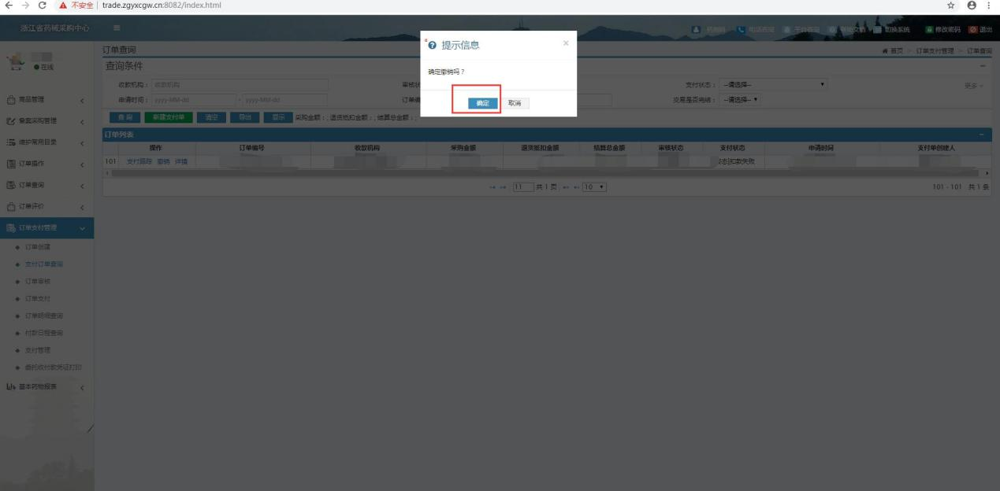 不安全 | trade.zgyxcgw.cn:8082/index.html
浙江省药械采购中心
电话咨询 平台咨询 帮助文档 切换系统 修改密码 退出
在线
订单查询
首页 > 订单支付管理 > 订单查询
查询条件
收款机构： 收款机构
审核状
支付状态： --请选择--
更多
申请时间： yyyy-MM-dd - yyyy-MM-dd
订单编
交易是否完结： --请选择--
查 询 新建支付单 清空 导出 显示 采购金额：; 退货抵扣金额：; 结算总金额：;
提示信息 ×
确定撤销吗？
确定 取消
订单列表
操作 订单编号 收款机构 采购金额 退货抵扣金额 结算总金额 审核状态 支付状态 申请时间 支付单创建人
101 支付跟踪 撤销 详情 扣款失败
11 共 1 页 10 101 - 101 共 1 条
商品管理
备案采购管理
维护常用目录
订单操作
订单查询
订单评价
订单支付管理
订单创建
支付订单查询
订单审核
订单支付
订单明细查询
付款日程查询
支付管理
委托收付款凭证打印
基本药物报表